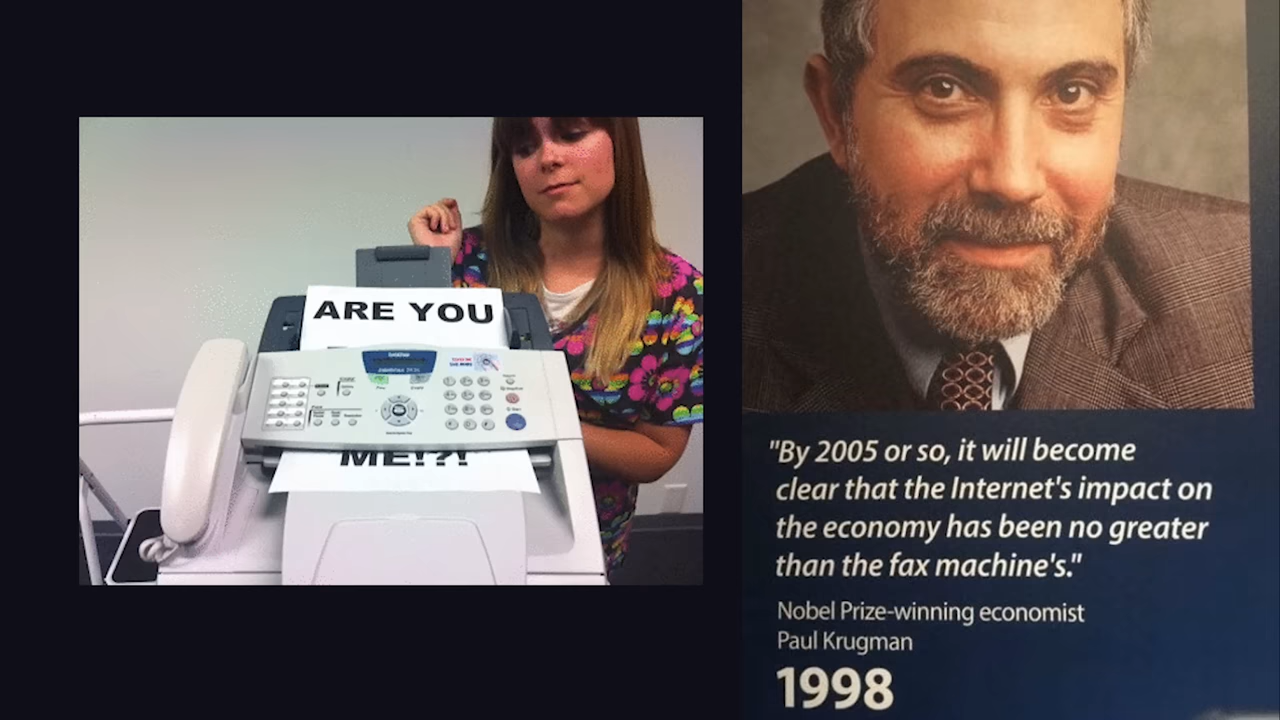 ARE YOU
brother
ME!?!
"By 2005 or so, it will become
clear that the Internet's impact on
the economy has been no greater
than the fax machine's."
Nobel Prize-winning economist
Paul Krugman
1998